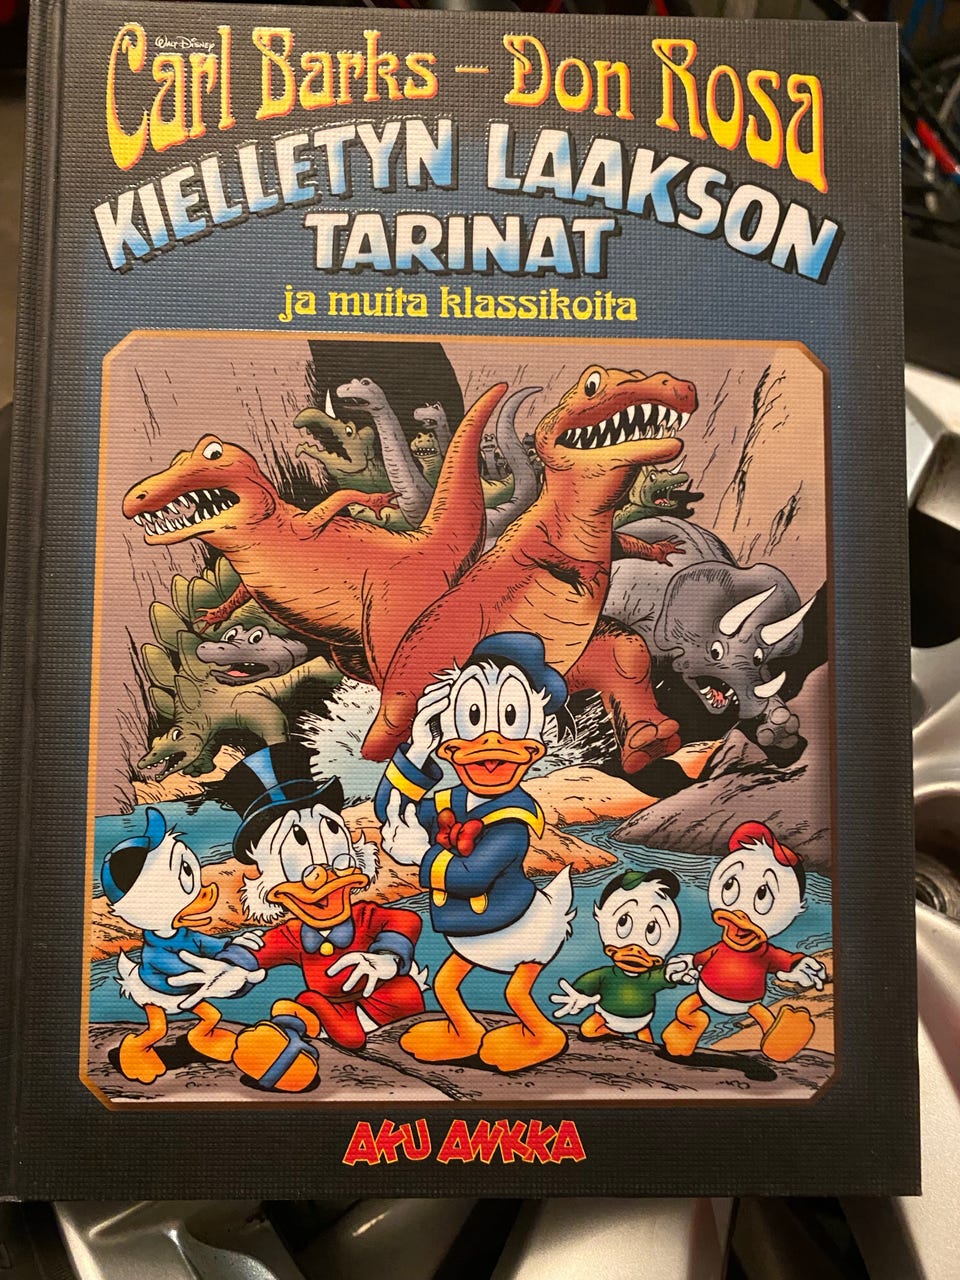 Walt Disney
Carl Barks – Don Rosa
KIELLETYN LAAKSON
TARINAT
ja muita klassikoita
AKU ANKKA